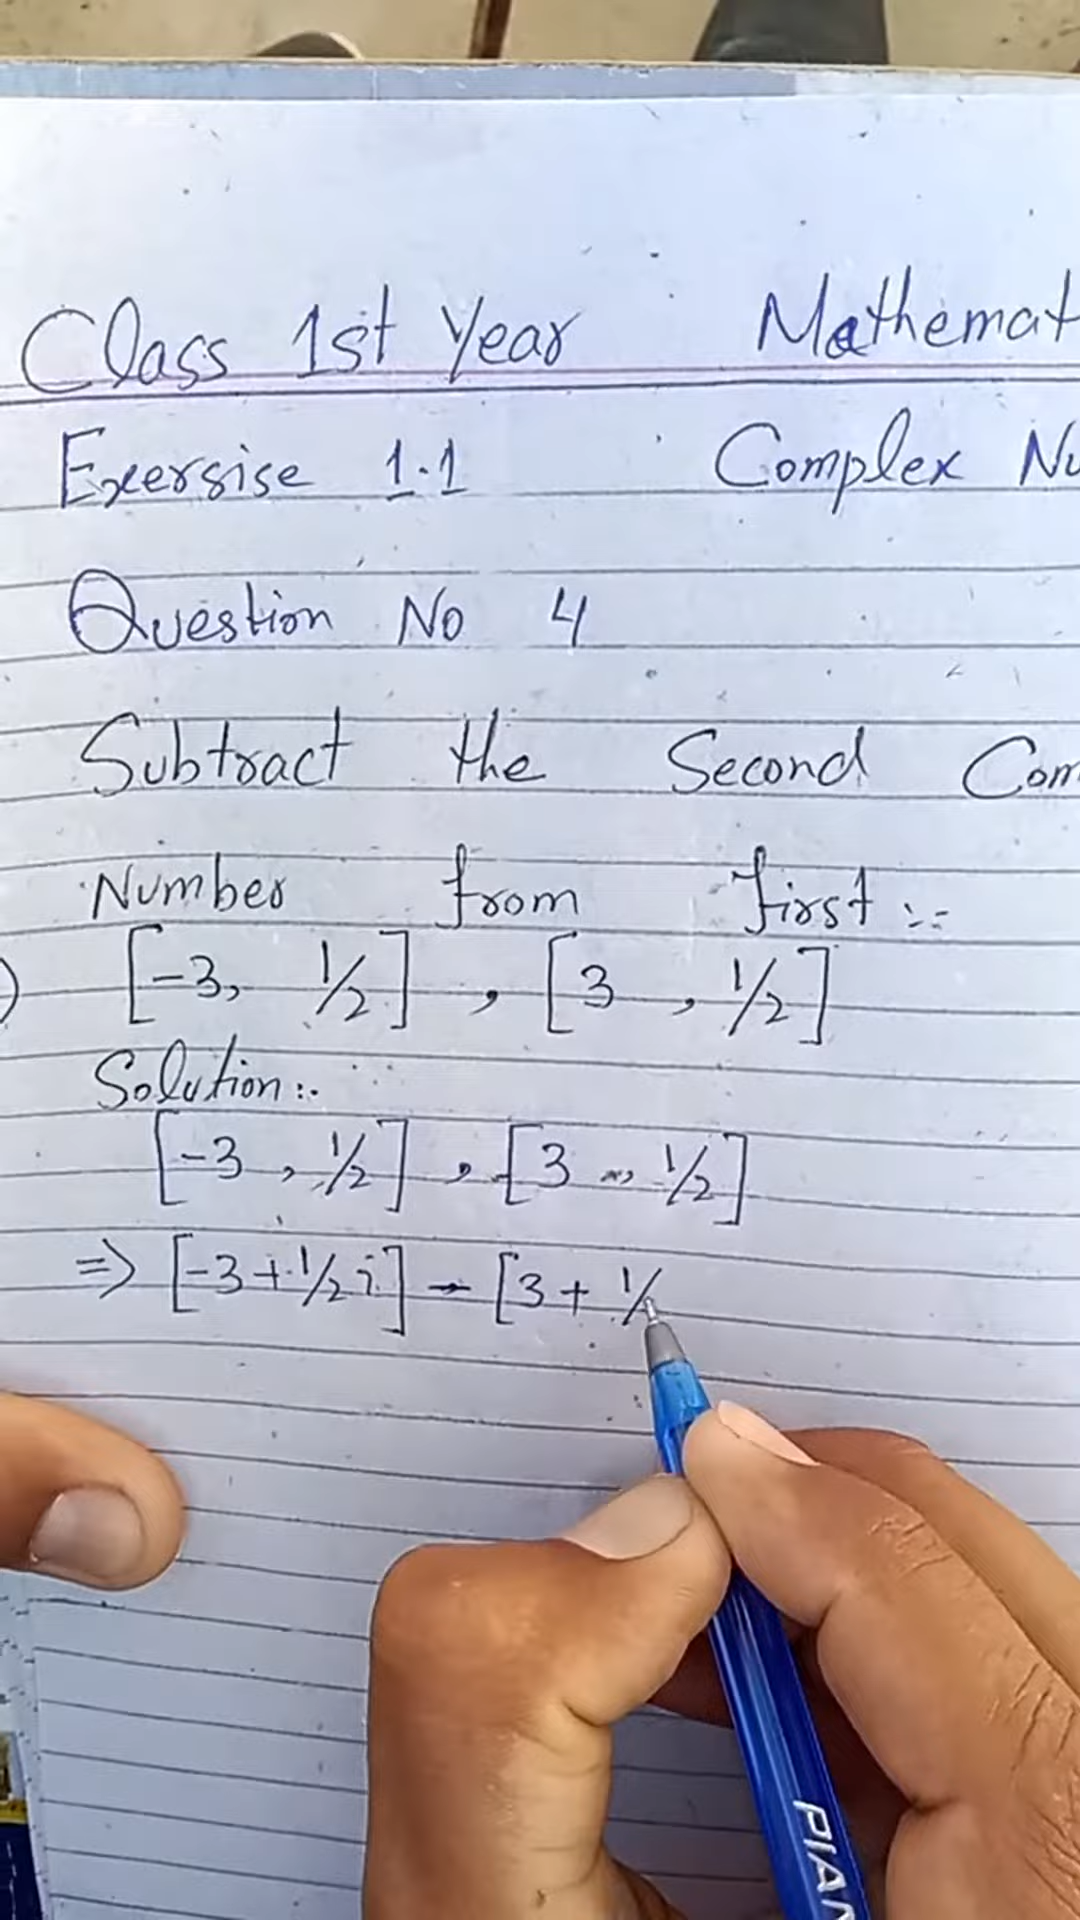 Class 1st Year Mathemat
Exersise 1.1 Complex Nu
Question No 4
Subtract the Second Com
Number from first :-
) [-3, 1/2] , [3 , 1/2]
Solution:-
[-3 , 1/2] , [3 , 1/2]
=> [-3+1/2 i] - [3+ 1/
PIAN